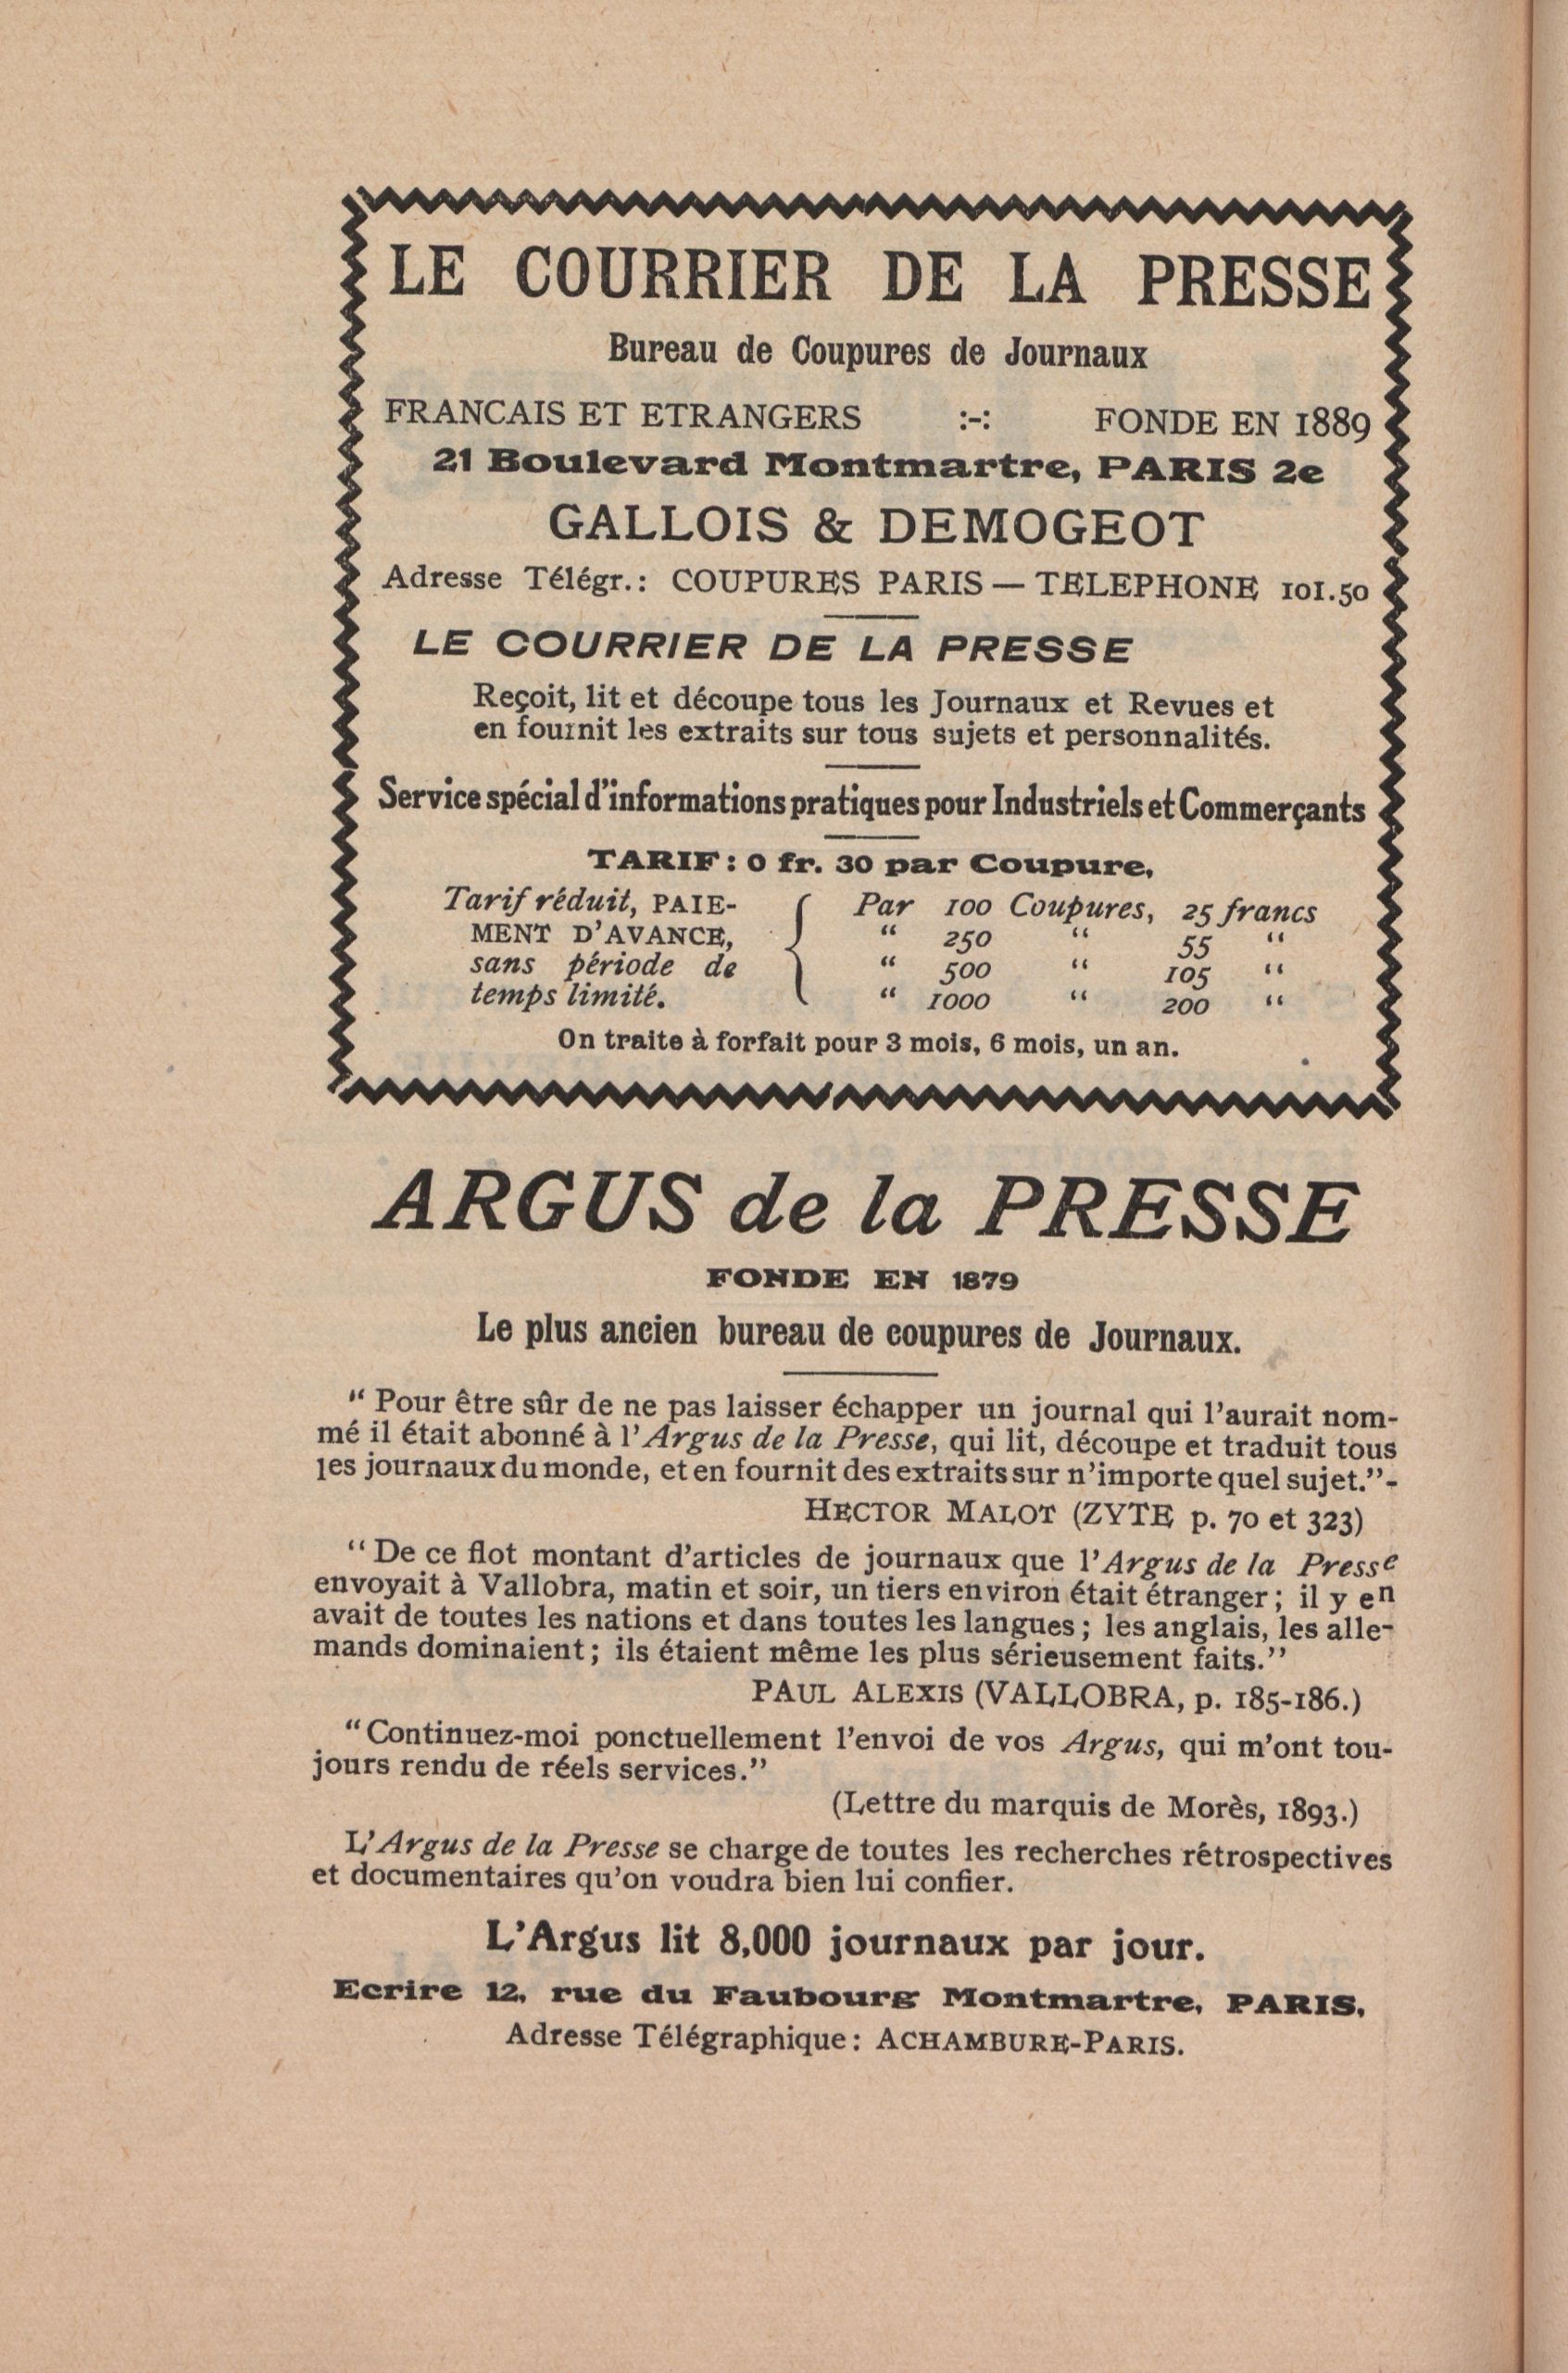 LE COURRIER DE LA PRESSE
Bureau de Coupures de Journaux
FRANCAIS ET ETRANGERS :-: FONDE EN 1889
21 Boulevard Montmartre, PARIS 2e
GALLOIS & DEMOGEOT
Adresse Télégr.: COUPURES PARIS — TELEPHONE 101.50
LE COURRIER DE LA PRESSE
Reçoit, lit et découpe tous les Journaux et Revues et
en fournit les extraits sur tous sujets et personnalités.
Service spécial d'informations pratiques pour Industriels et Commerçants
TARIF: 0 fr. 30 par Coupure,
Tarif réduit, PAIE- { Par 100 Coupures, 25 francs
MENT D'AVANCE, " 250 " 55 "
sans période de " 500 " 105 "
temps limité. " 1000 " 200 "
On traite à forfait pour 3 mois, 6 mois, un an.
ARGUS de la PRESSE
FONDE EN 1879
Le plus ancien bureau de coupures de Journaux.
" Pour être sûr de ne pas laisser échapper un journal qui l'aurait nom-
mé il était abonné à l'Argus de la Presse, qui lit, découpe et traduit tous
les journaux du monde, et en fournit des extraits sur n'importe quel sujet."-
HECTOR MALOT (ZYTE p. 70 et 323)
"De ce flot montant d'articles de journaux que l'Argus de la Presse
envoyait à Vallobra, matin et soir, un tiers environ était étranger; il y en
avait de toutes les nations et dans toutes les langues; les anglais, les alle-
mands dominaient; ils étaient même les plus sérieusement faits."
PAUL ALEXIS (VALLOBRA, p. 185-186.)
"Continuez-moi ponctuellement l'envoi de vos Argus, qui m'ont tou-
jours rendu de réels services."
(Lettre du marquis de Morès, 1893.)
L'Argus de la Presse se charge de toutes les recherches rétrospectives
et documentaires qu'on voudra bien lui confier.
L'Argus lit 8,000 journaux par jour.
Ecrire 12, rue du Faubourg Montmartre, PARIS,
Adresse Télégraphique: ACHAMBURE-PARIS.